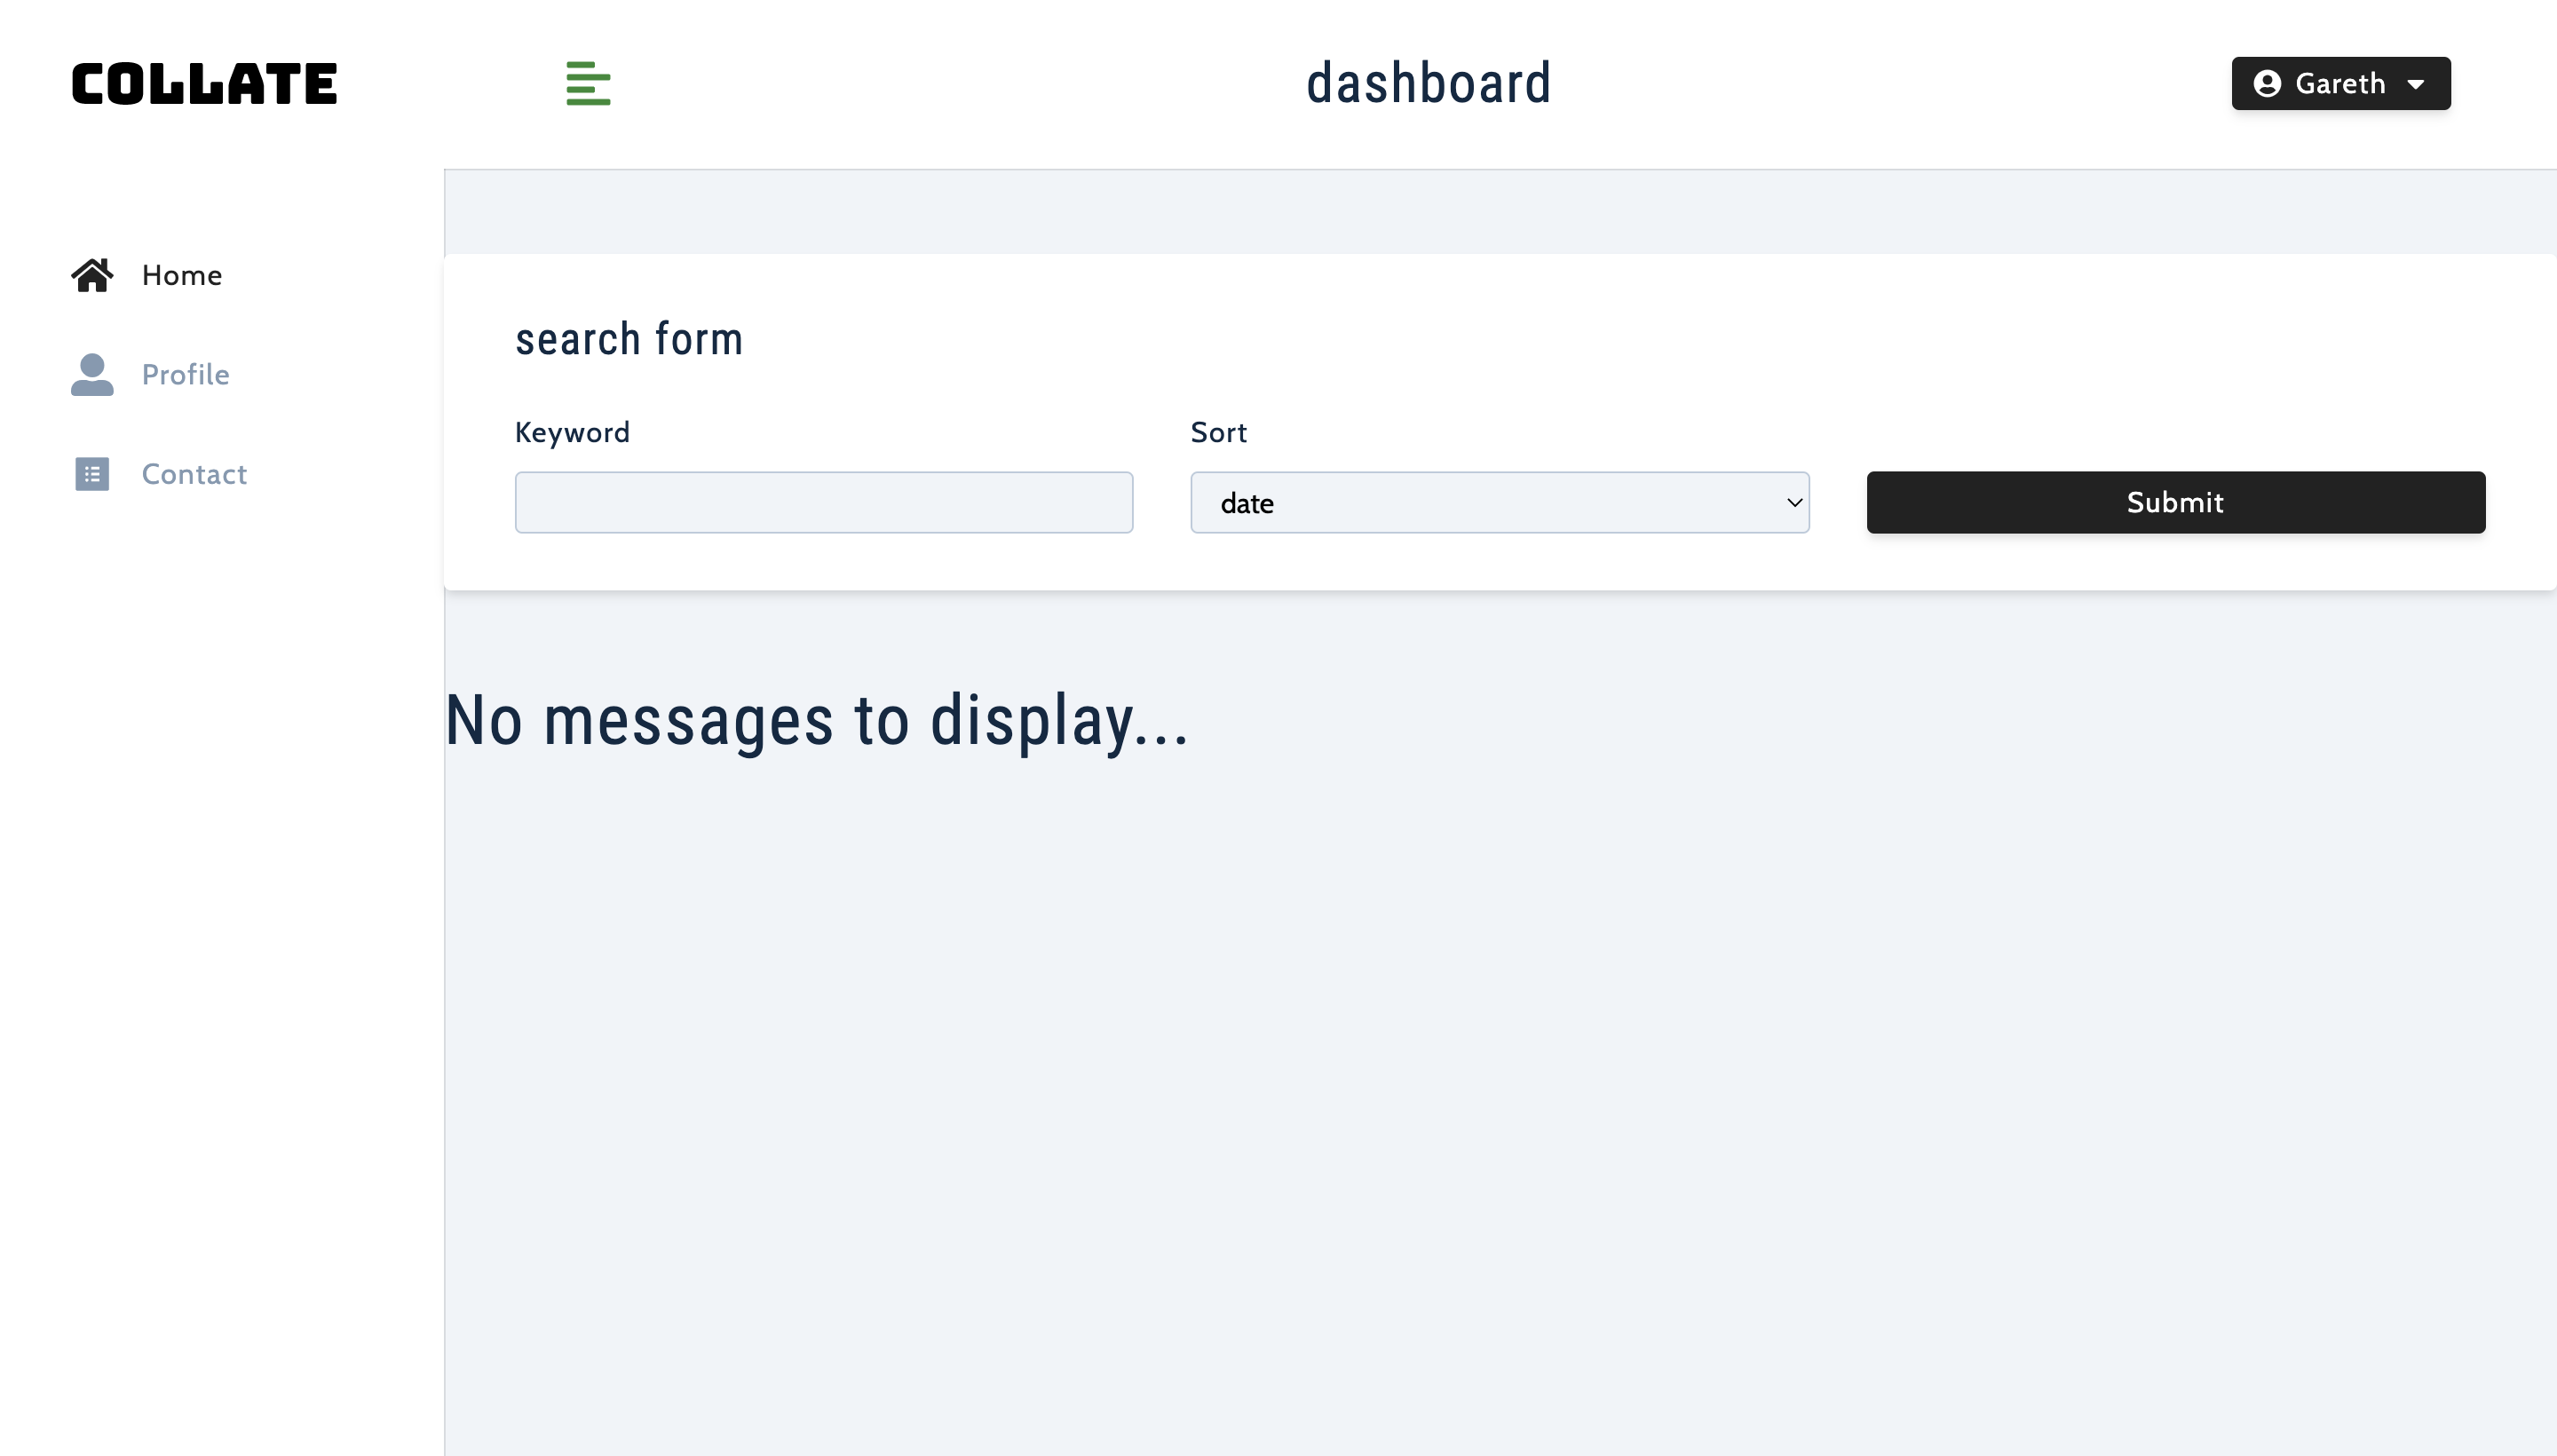 COLLATE
dashboard
Gareth
Home
Profile
Contact
search form
Keyword
Sort
date
Submit
No messages to display...